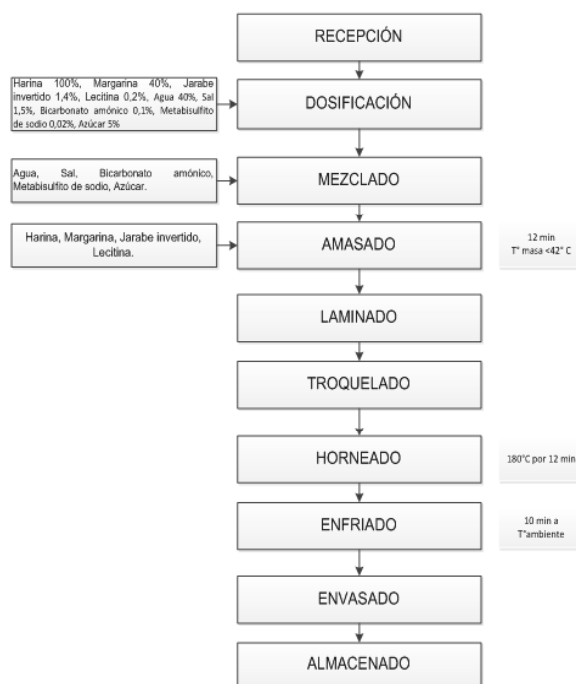 RECEPCIÓN
Harina 100%, Margarina 40%, Jarabe
invertido 1,4%, Lecitina 0,2%, Agua 40%, Sal
1,5%, Bicarbonato amónico 0,1%, Metabisulfito
de sodio 0,02%, Azúcar 5%
DOSIFICACIÓN
Agua, Sal, Bicarbonato amónico,
Metabisulfito de sodio, Azúcar.
MEZCLADO
Harina, Margarina, Jarabe invertido,
Lecitina.
AMASADO
12 min
T° masa <42° C
LAMINADO
TROQUELADO
HORNEADO
180°C por 12 min
ENFRIADO
10 min a
T°ambiente
ENVASADO
ALMACENADO